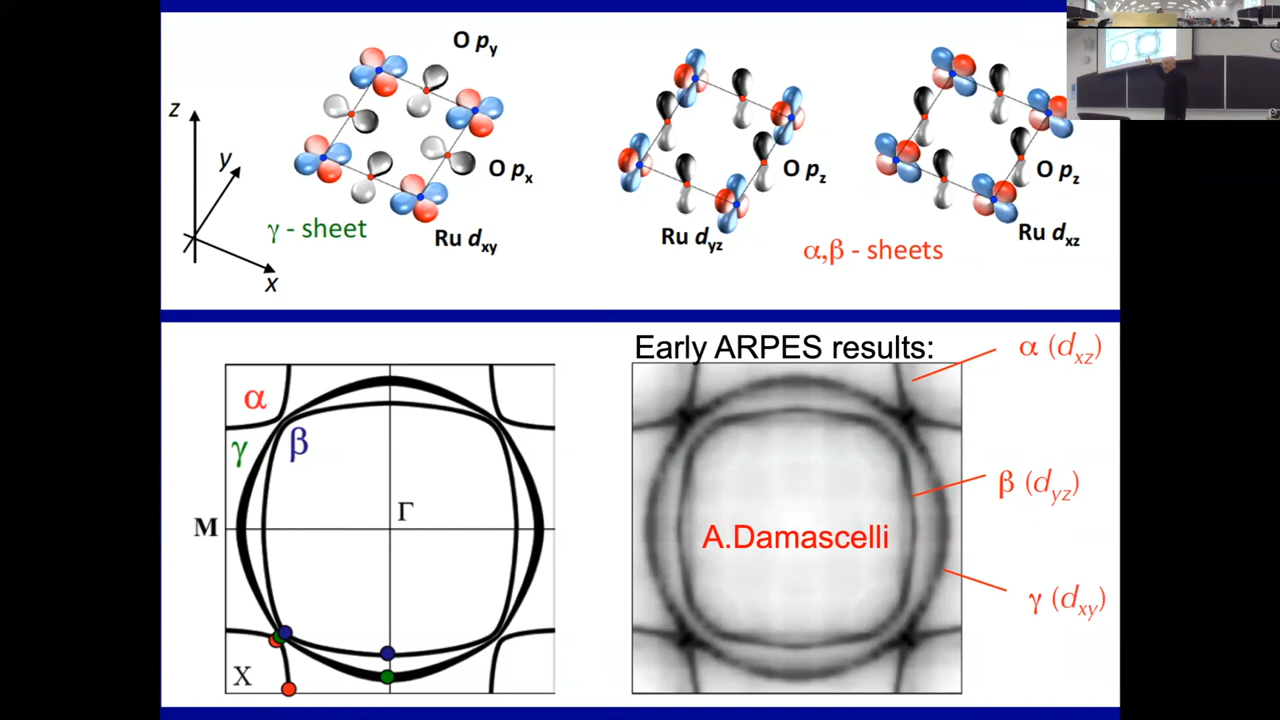 O p_y
z
y
O p_x
O p_z
O p_z
γ - sheet
Ru d_xy
Ru d_yz
Ru d_xz
α,β - sheets
x
Early ARPES results:
α (d_xz)
α
γ
β
β (d_yz)
M
Γ
A.Damascelli
γ (d_xy)
X